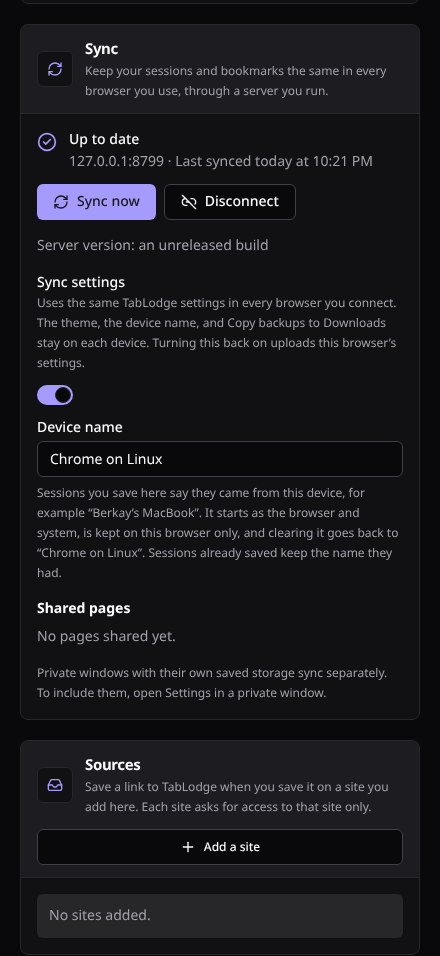 Sync
Keep your sessions and bookmarks the same in every
browser you use, through a server you run.
Up to date
127.0.0.1:8799 · Last synced today at 10:21 PM
Sync now
Disconnect
Server version: an unreleased build
Sync settings
Uses the same TabLodge settings in every browser you connect.
The theme, the device name, and Copy backups to Downloads
stay on each device. Turning this back on uploads this browser's
settings.
Device name
Chrome on Linux
Sessions you save here say they came from this device, for
example “Berkay’s MacBook”. It starts as the browser and
system, is kept on this browser only, and clearing it goes back to
“Chrome on Linux”. Sessions already saved keep the name they
had.
Shared pages
No pages shared yet.
Private windows with their own saved storage sync separately.
To include them, open Settings in a private window.
Sources
Save a link to TabLodge when you save it on a site you
add here. Each site asks for access to that site only.
Add a site
No sites added.